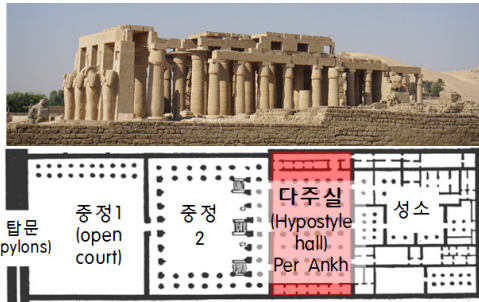 탑문
pylons)
중정1
(open
court)
중정
2
다주실
(Hypostyle
hall)
Per Ankh
성소